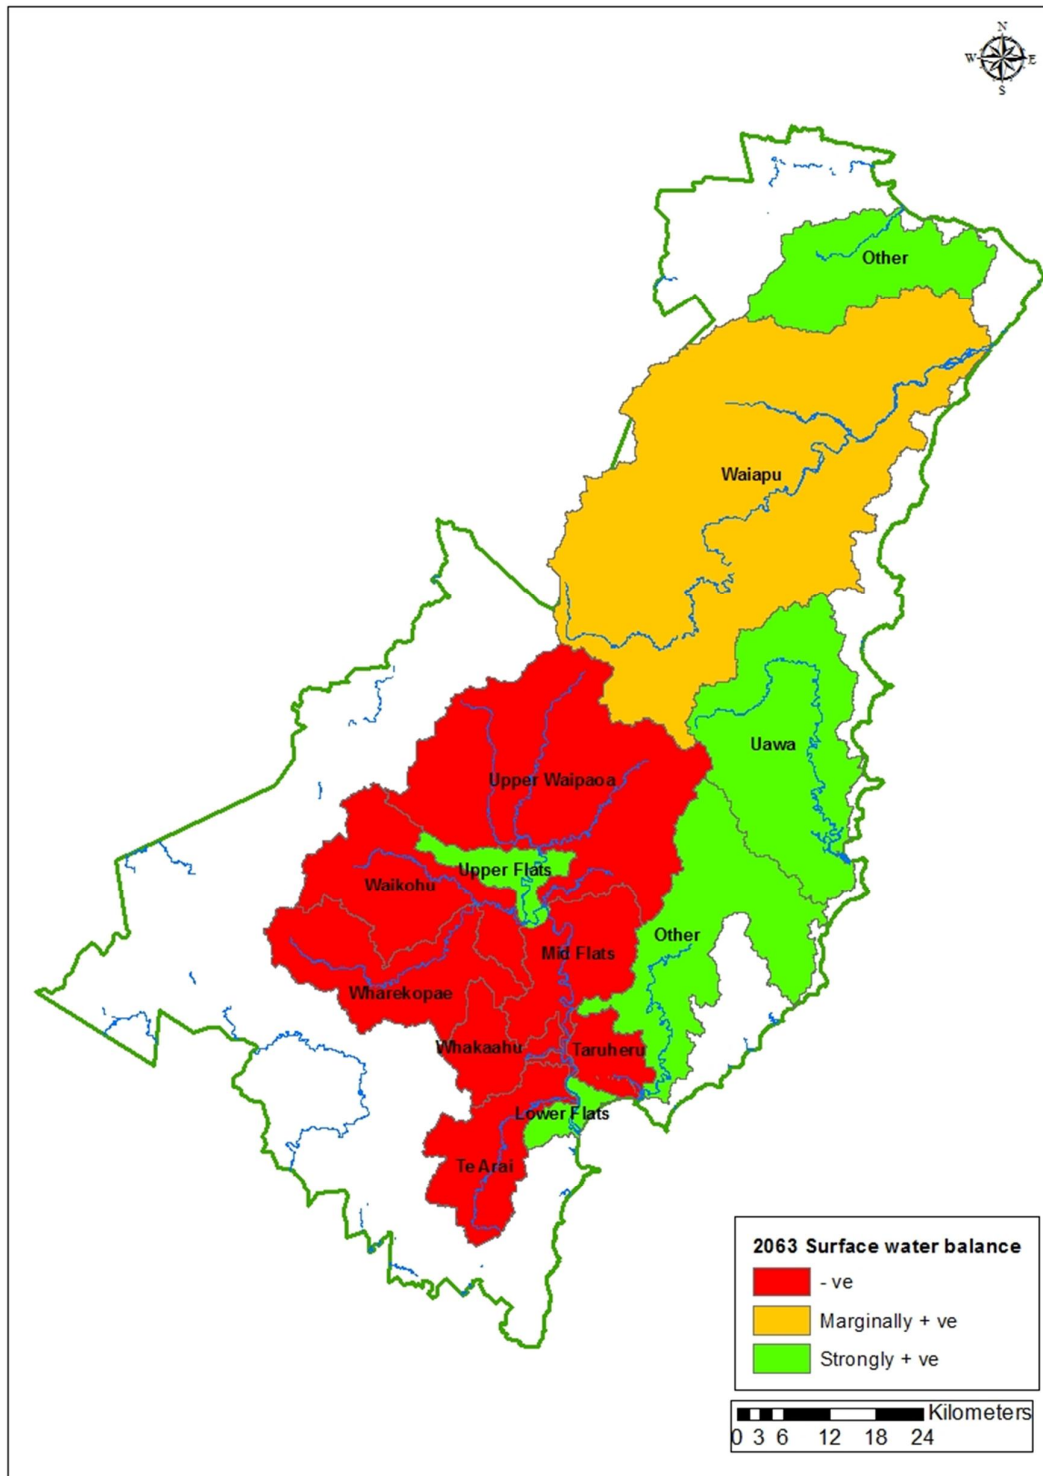 N
W E
S
Other
Waiapu
Uawa
Upper Waipaoa
Upper Flats
Waikohu
Other
Mid Flats
Wharekopae
Whakaahu
Taruheru
Lower Flats
Te Arai
2063 Surface water balance
- ve
Marginally + ve
Strongly + ve
Kilometers
0 3 6 12 18 24